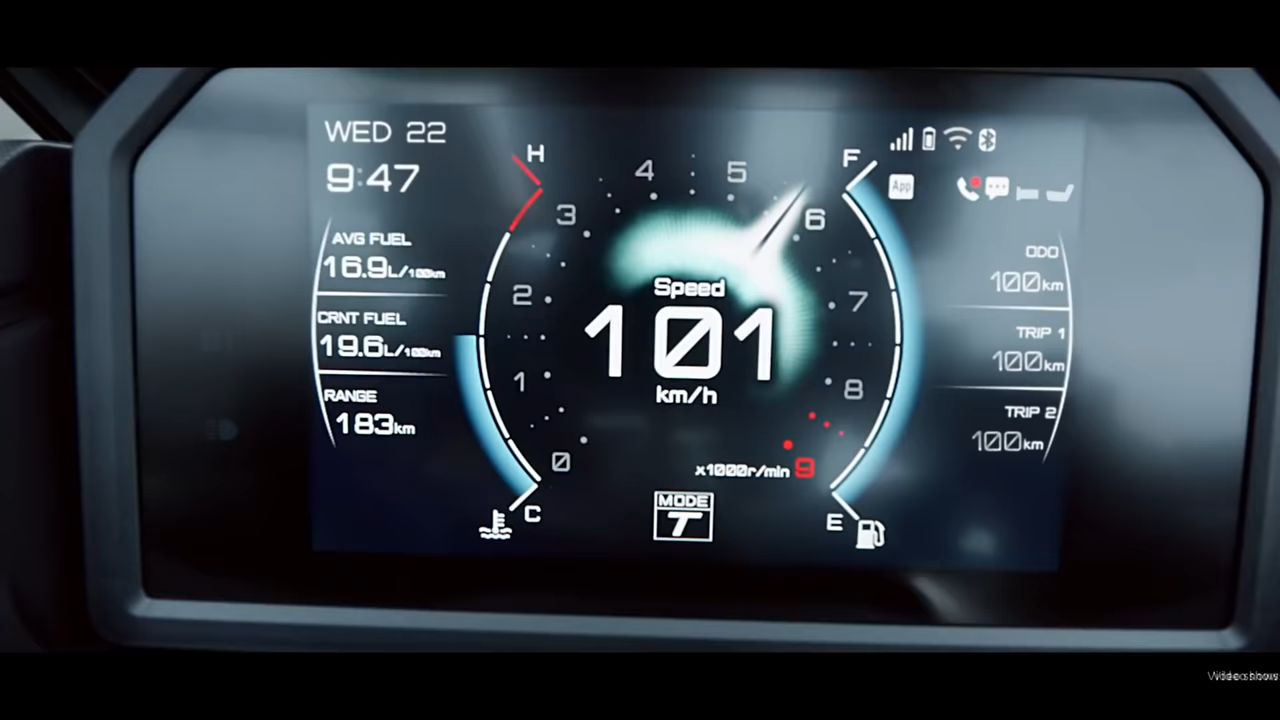 WED 22
9:47
AVG FUEL
16.9L/100km
CRNT FUEL
19.6L/100km
RANGE
183km
H
C
0
1
2
3
4
5
6
7
8
9
x1000r/min
Speed
101
km/h
MODE
T
F
E
App
ODO
100km
TRIP 1
100km
TRIP 2
100km